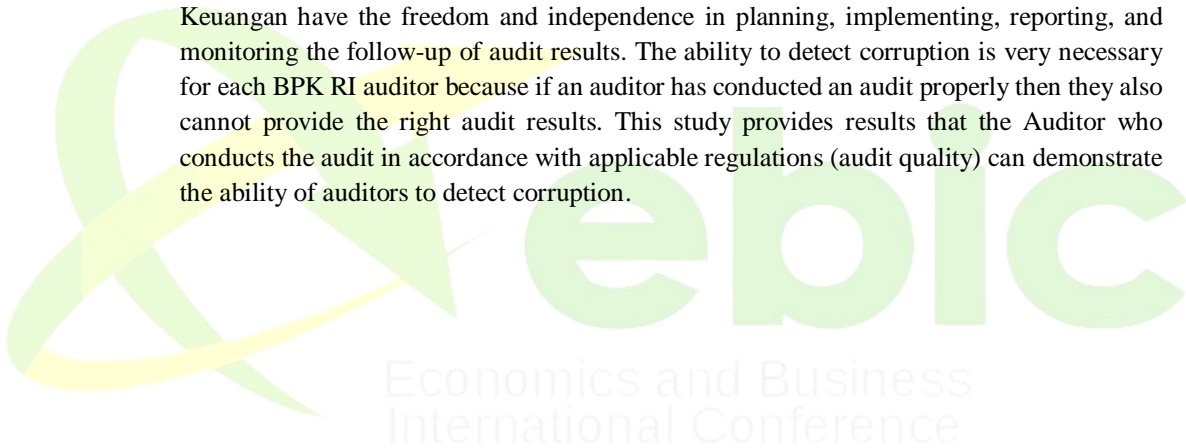 Keuangan have the freedom and independence in planning, implementing, reporting, and
monitoring the follow-up of audit results. The ability to detect corruption is very necessary
for each BPK RI auditor because if an auditor has conducted an audit properly then they also
cannot provide the right audit results. This study provides results that the Auditor who
conducts the audit in accordance with applicable regulations (audit quality) can demonstrate
the ability of auditors to detect corruption.
ebic
Economics and Business
International Conference